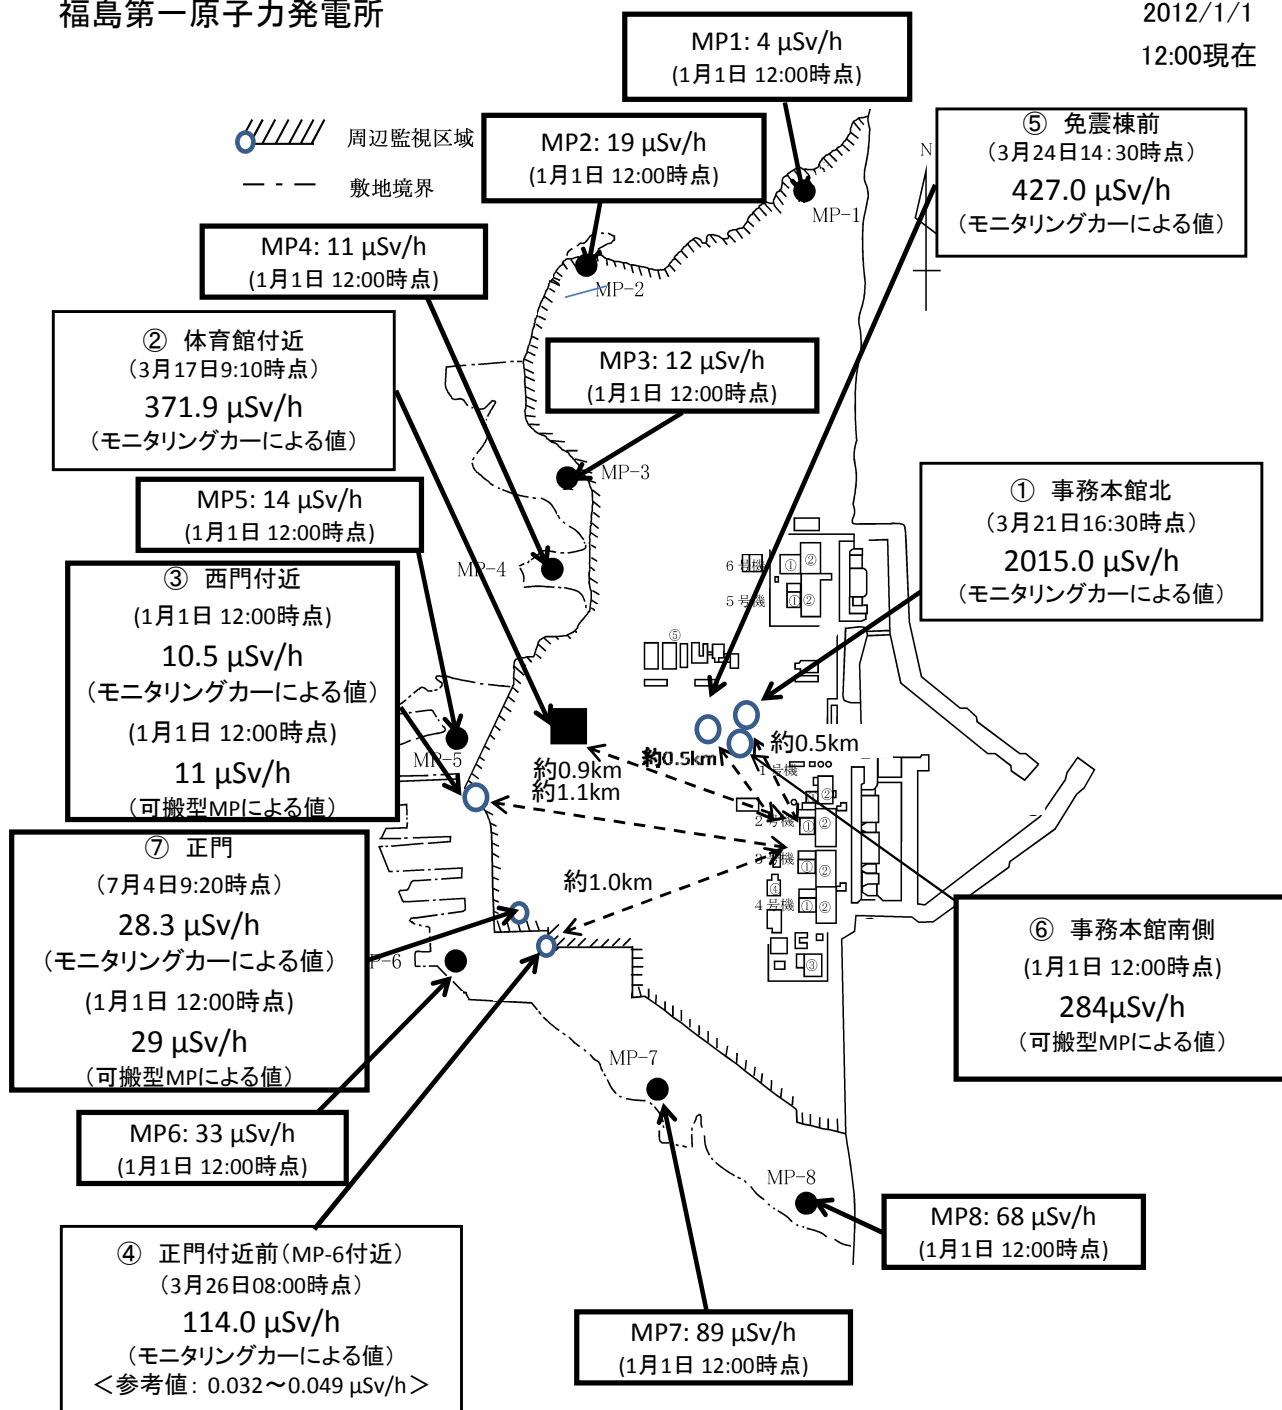 福島第一原子力発電所
2012/1/1
12:00現在
MP1: 4 μSv/h
(1月1日 12:00時点)
周辺監視区域
敷地境界
MP2: 19 μSv/h
(1月1日 12:00時点)
⑤ 免震棟前
(3月24日14:30時点)
427.0 μSv/h
(モニタリングカーによる値)
N
MP-1
MP4: 11 μSv/h
(1月1日 12:00時点)
MP-2
② 体育館付近
(3月17日9:10時点)
371.9 μSv/h
(モニタリングカーによる値)
MP3: 12 μSv/h
(1月1日 12:00時点)
MP-3
MP5: 14 μSv/h
(1月1日 12:00時点)
① 事務本館北
(3月21日16:30時点)
2015.0 μSv/h
(モニタリングカーによる値)
MP-4
6号機
① ②
5号機
① ②
③ 西門付近
(1月1日 12:00時点)
10.5 μSv/h
(モニタリングカーによる値)
(1月1日 12:00時点)
11 μSv/h
(可搬型MPによる値)
⑤
MP-5
約0.9km
約1.1km
約0.5km
約0.5km
1号機
②
2号機
① ②
3号機
① ②
④
4号機
① ②
③
約1.0km
⑦ 正門
(7月4日9:20時点)
28.3 μSv/h
(モニタリングカーによる値)
(1月1日 12:00時点)
29 μSv/h
(可搬型MPによる値)
P-6
⑥ 事務本館南側
(1月1日 12:00時点)
284μSv/h
(可搬型MPによる値)
MP-7
MP6: 33 μSv/h
(1月1日 12:00時点)
MP-8
MP8: 68 μSv/h
(1月1日 12:00時点)
④ 正門付近前(MP-6付近)
(3月26日08:00時点)
114.0 μSv/h
(モニタリングカーによる値)
<参考値: 0.032～0.049 μSv/h>
MP7: 89 μSv/h
(1月1日 12:00時点)